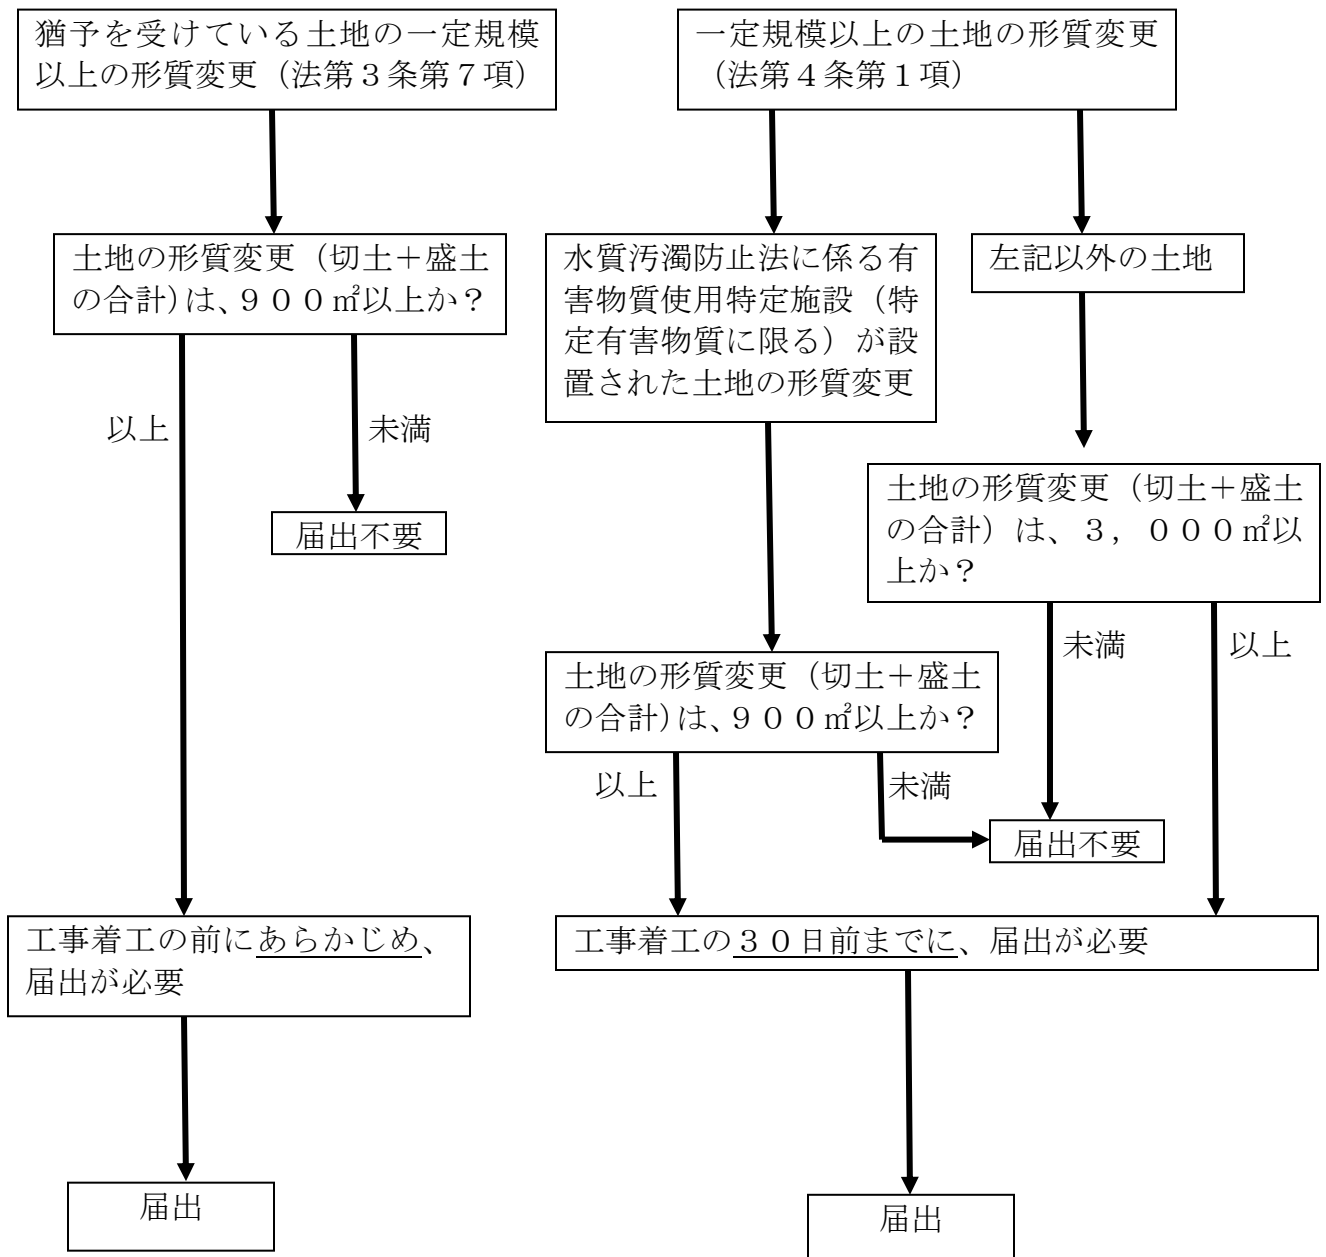 猶予を受けている土地の一定規模
以上の形質変更（法第３条第７項）
一定規模以上の土地の形質変更
（法第４条第１項）
土地の形質変更（切土＋盛土
の合計）は、９００㎡以上か？
水質汚濁防止法に係る有
害物質使用特定施設（特
定有害物質に限る）が設
置された土地の形質変更
左記以外の土地
以上
未満
届出不要
土地の形質変更（切土＋盛土
の合計）は、３，０００㎡以
上か？
未満
以上
土地の形質変更（切土＋盛土
の合計）は、９００㎡以上か？
以上
未満
届出不要
工事着工の前にあらかじめ、
届出が必要
工事着工の３０日前までに、届出が必要
届出
届出